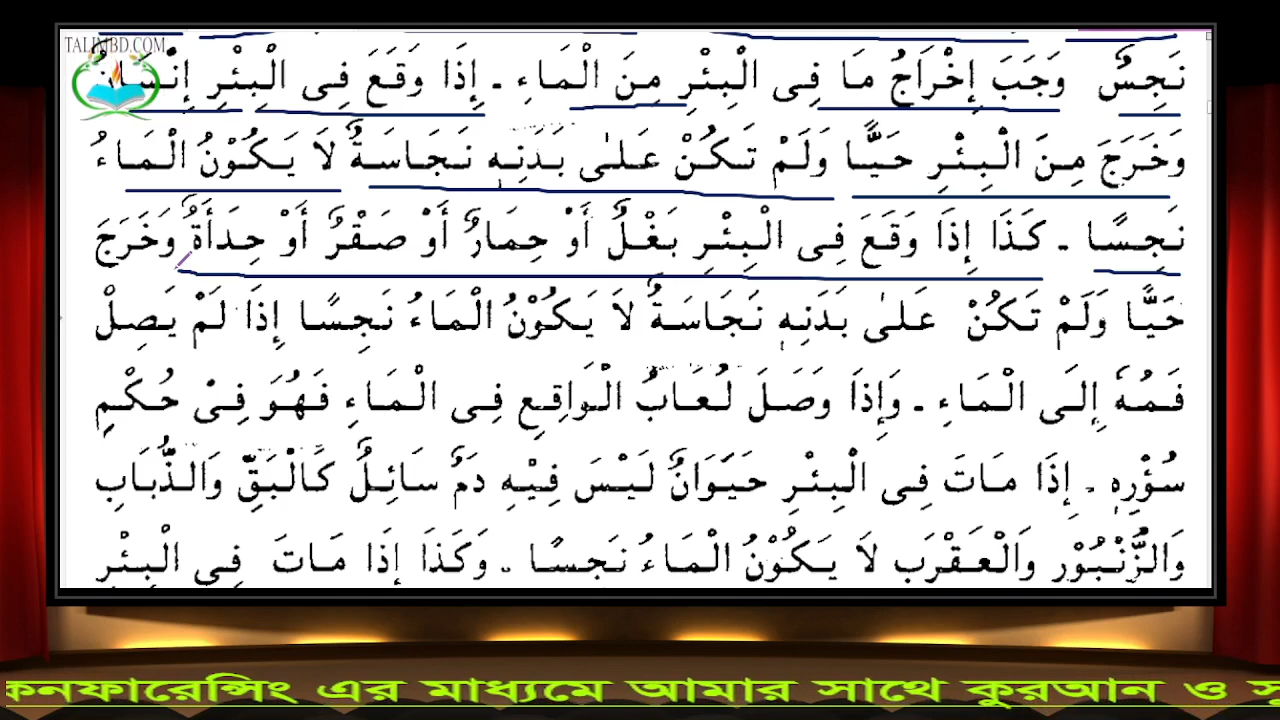 TALIMBD.COM
نَجِسٌ وَجَبَ إِخْرَاجُ مَا فِى الْبِئْرِ مِنَ الْمَاءِ ۔ إِذَا وَقَعَ فِى الْبِئْرِ إِنْسَانٌ
وَخَرَجَ مِنَ الْبِئْرِ حَيًّا وَلَمْ تَكُنْ عَلٰى بَدَنِهٖ نَجَاسَةٌ لَا يَكُوْنُ الْمَاءُ
نَجِسًا ۔ كَذَا إِذَا وَقَعَ فِى الْبِئْرِ بَغْلٌ أَوْ حِمَارٌ أَوْ صَقْرٌ أَوْ حِدَأَةٌ وَخَرَجَ
حَيًّا وَلَمْ تَكُنْ عَلٰى بَدَنِهٖ نَجَاسَةٌ لَا يَكُوْنُ الْمَاءُ نَجِسًا إِذَا لَمْ يَصِلْ
فَمُهٗ إِلَى الْمَاءِ ۔ وَإِذَا وَصَلَ لُعَابُ الْوَاقِعِ فِى الْمَاءِ فَهُوَ فِىْ حُكْمِ
سُؤْرِهٖ ۔ إِذَا مَاتَ فِى الْبِئْرِ حَيَوَانٌ لَيْسَ فِيْهِ دَمٌ سَائِلٌ كَالْبَقِّ وَالذُّبَابِ
وَالزُّنْبُوْرِ وَالْعَقْرَبِ لَا يَكُوْنُ الْمَاءُ نَجِسًا ۔ وَكَذَا إِذَا مَاتَ فِى الْبِئْرِ
কনফারেন্সিং এর মাধ্যমে আমার সাথে কুরআন ও